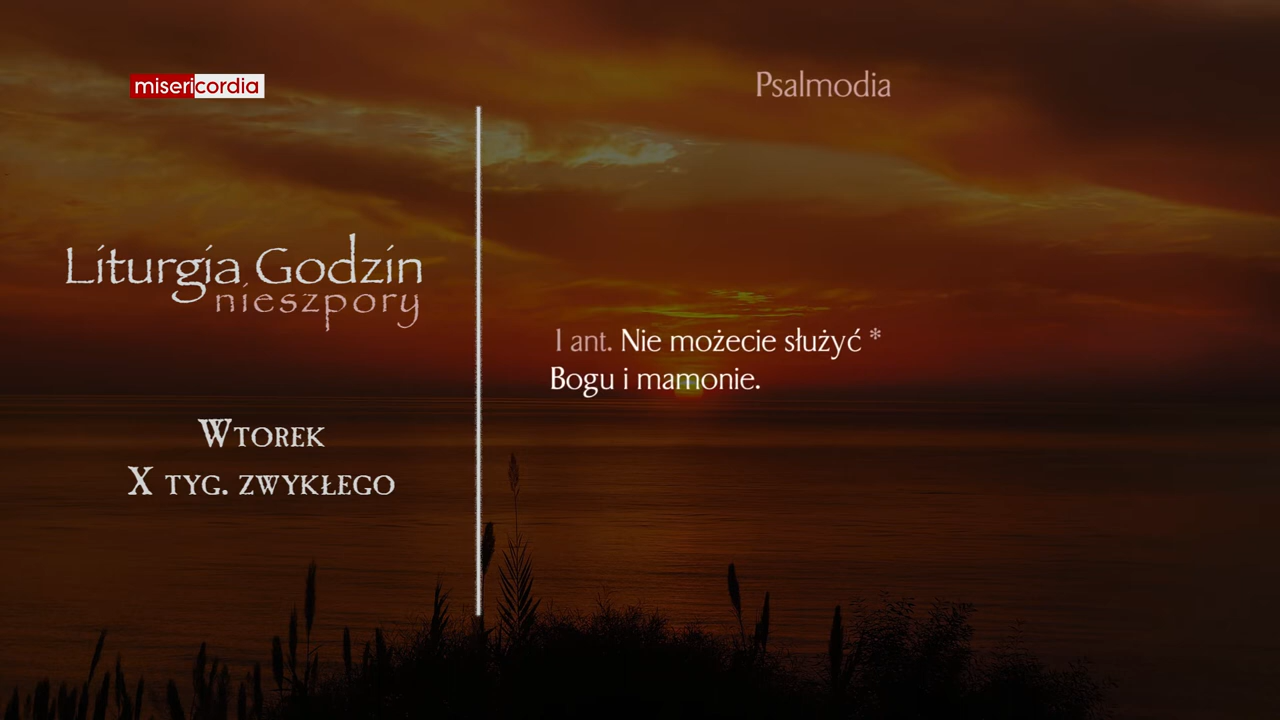 misericordia
Psalmodia
Liturgia Godzin
nieszpory
I ant. Nie możecie służyć *
Bogu i mamonie.
Wtorek
X tyg. zwykłego